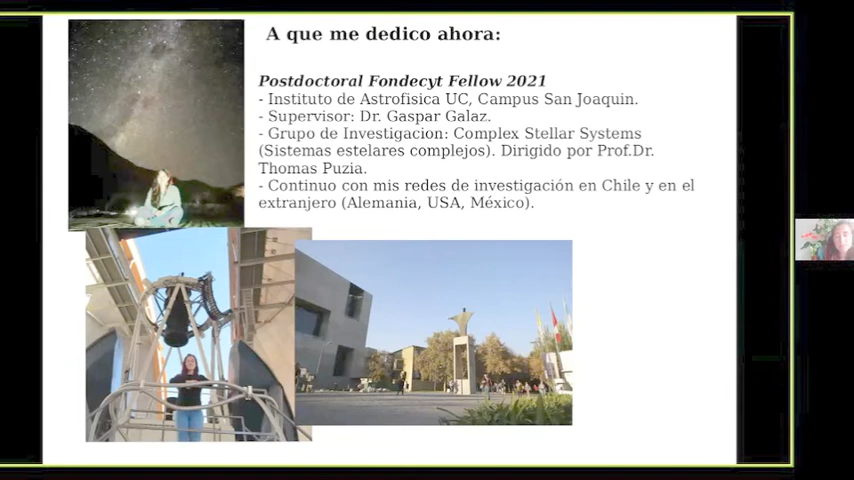 A que me dedico ahora:
Postdoctoral Fondecyt Fellow 2021
- Instituto de Astrofisica UC, Campus San Joaquin.
- Supervisor: Dr. Gaspar Galaz.
- Grupo de Investigacion: Complex Stellar Systems
(Sistemas estelares complejos). Dirigido por Prof.Dr.
Thomas Puzia.
- Continuo con mis redes de investigación en Chile y en el
extranjero (Alemania, USA, México).